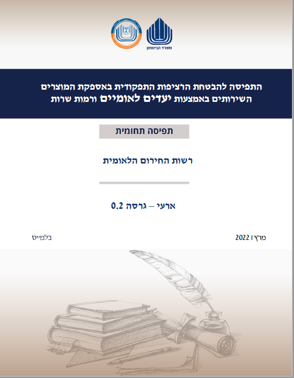 משרד הביטחון
התפיסה להבטחת הרציפות התפקודית באספקת המוצרים
השירותים באמצעות יעדים לאומיים ורמות שרות
תפיסה תחומית
רשות החירום הלאומית
ארעי – גרסה 0.2
מרץ 2022
בלמ״ס